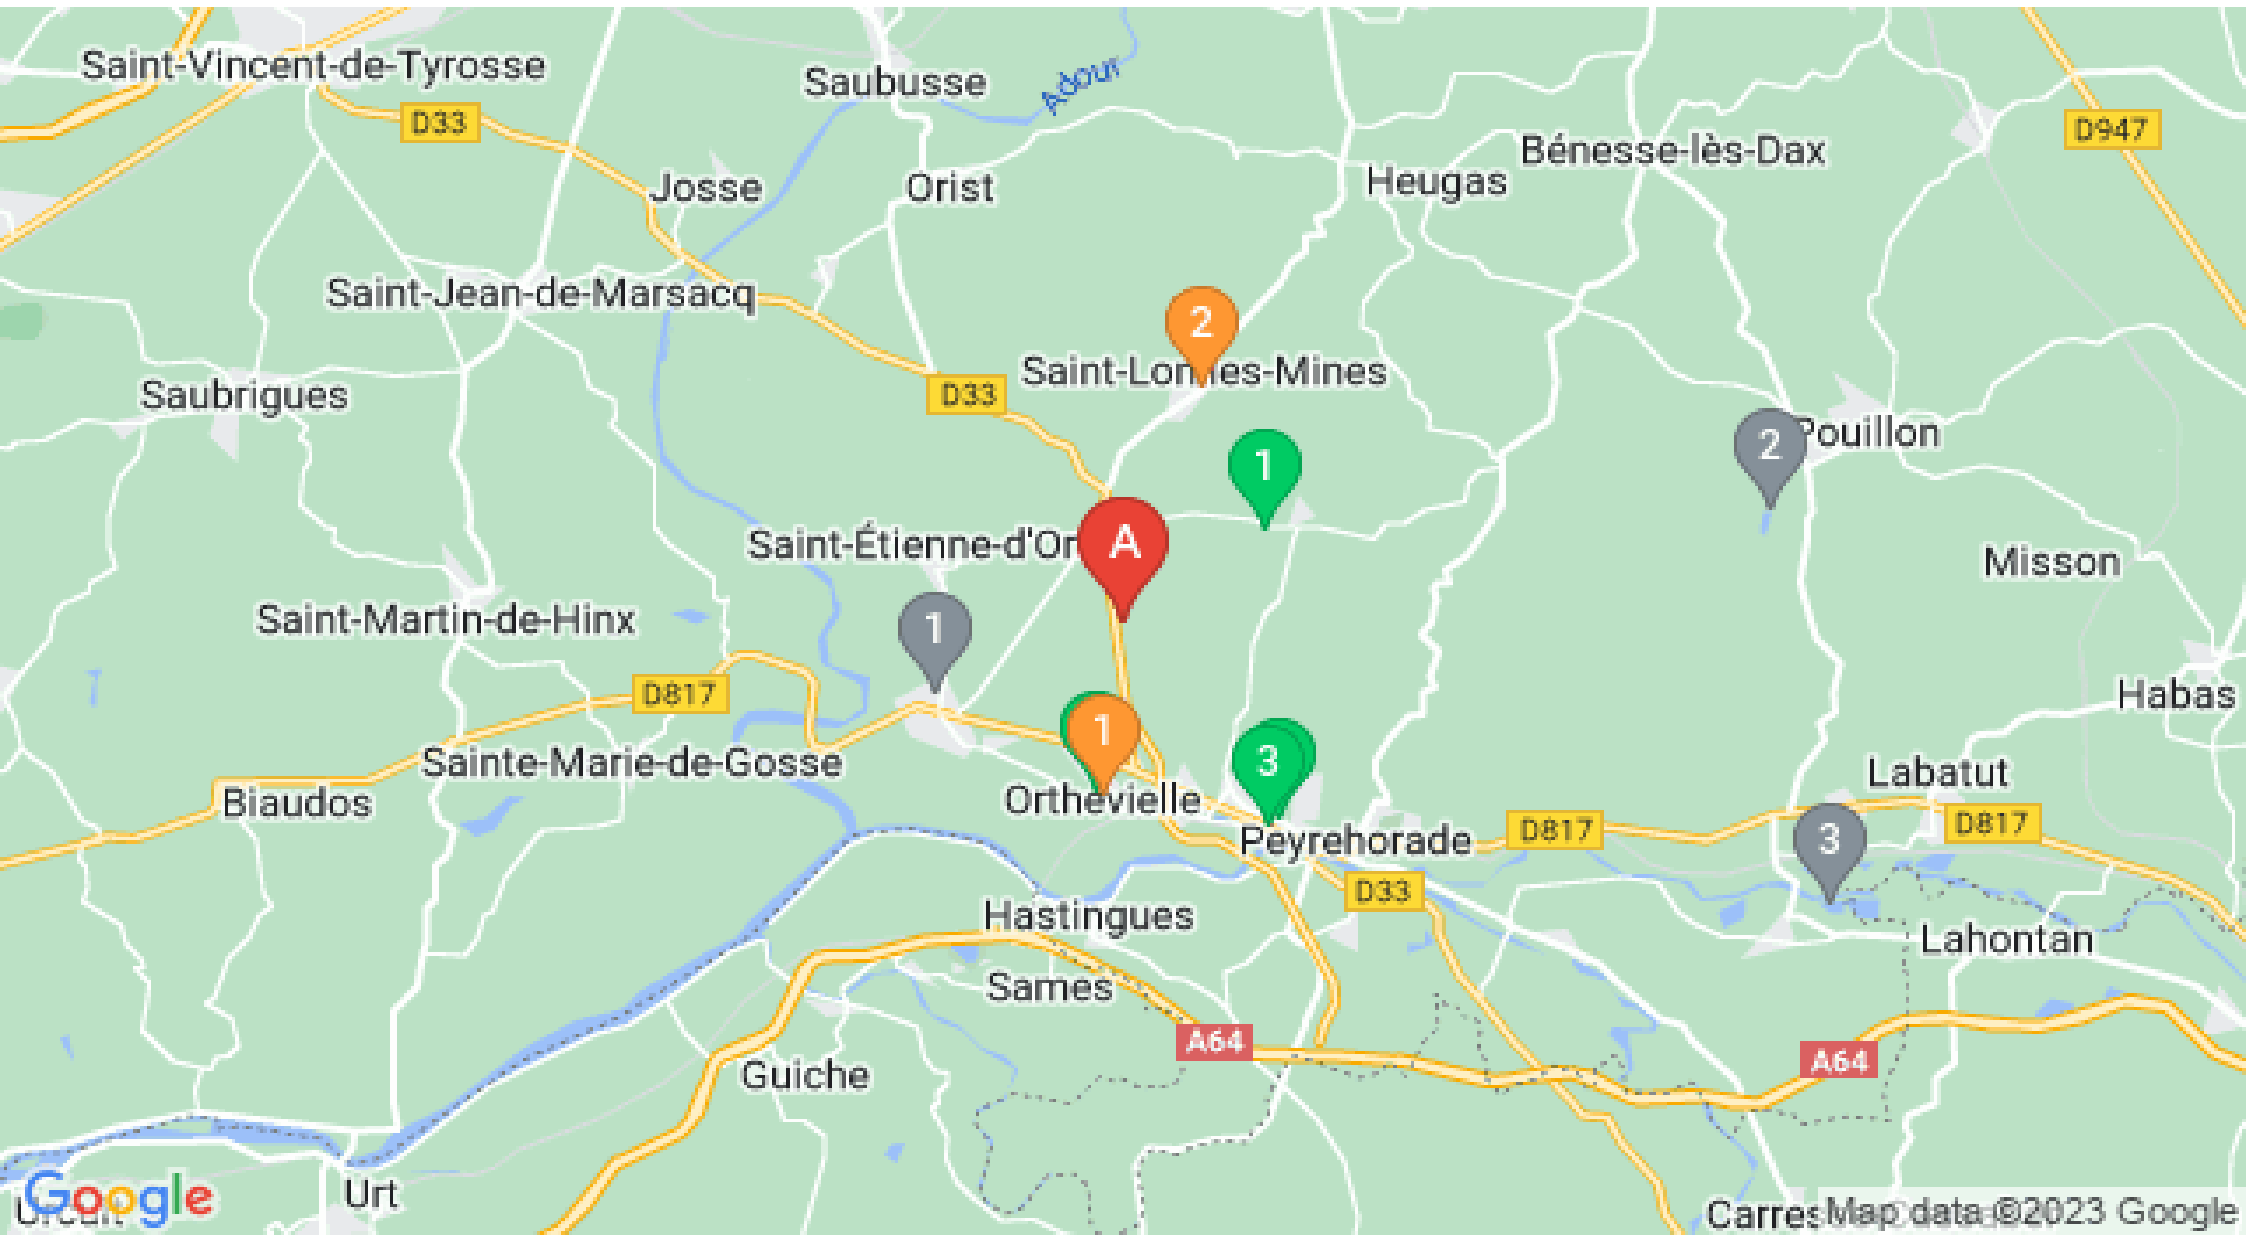 Saint-Vincent-de-Tyrosse
Saubusse
Adour
D33
D947
Bénesse-lès-Dax
Josse
Orist
Heugas
Saint-Jean-de-Marsacq
2
Saint-Lon-les-Mines
D33
Saubrigues
2
Pouillon
1
Saint-Étienne-d'Or
A
Misson
Saint-Martin-de-Hinx
1
D817
Habas
1
Sainte-Marie-de-Gosse
3
Labatut
Biaudos
Orthevielle
Peyrehorade
D817
D817
3
D33
Hastingues
Lahontan
Sames
A64
A64
Guiche
Urt
Google
Carres
Map data ©2023 Google